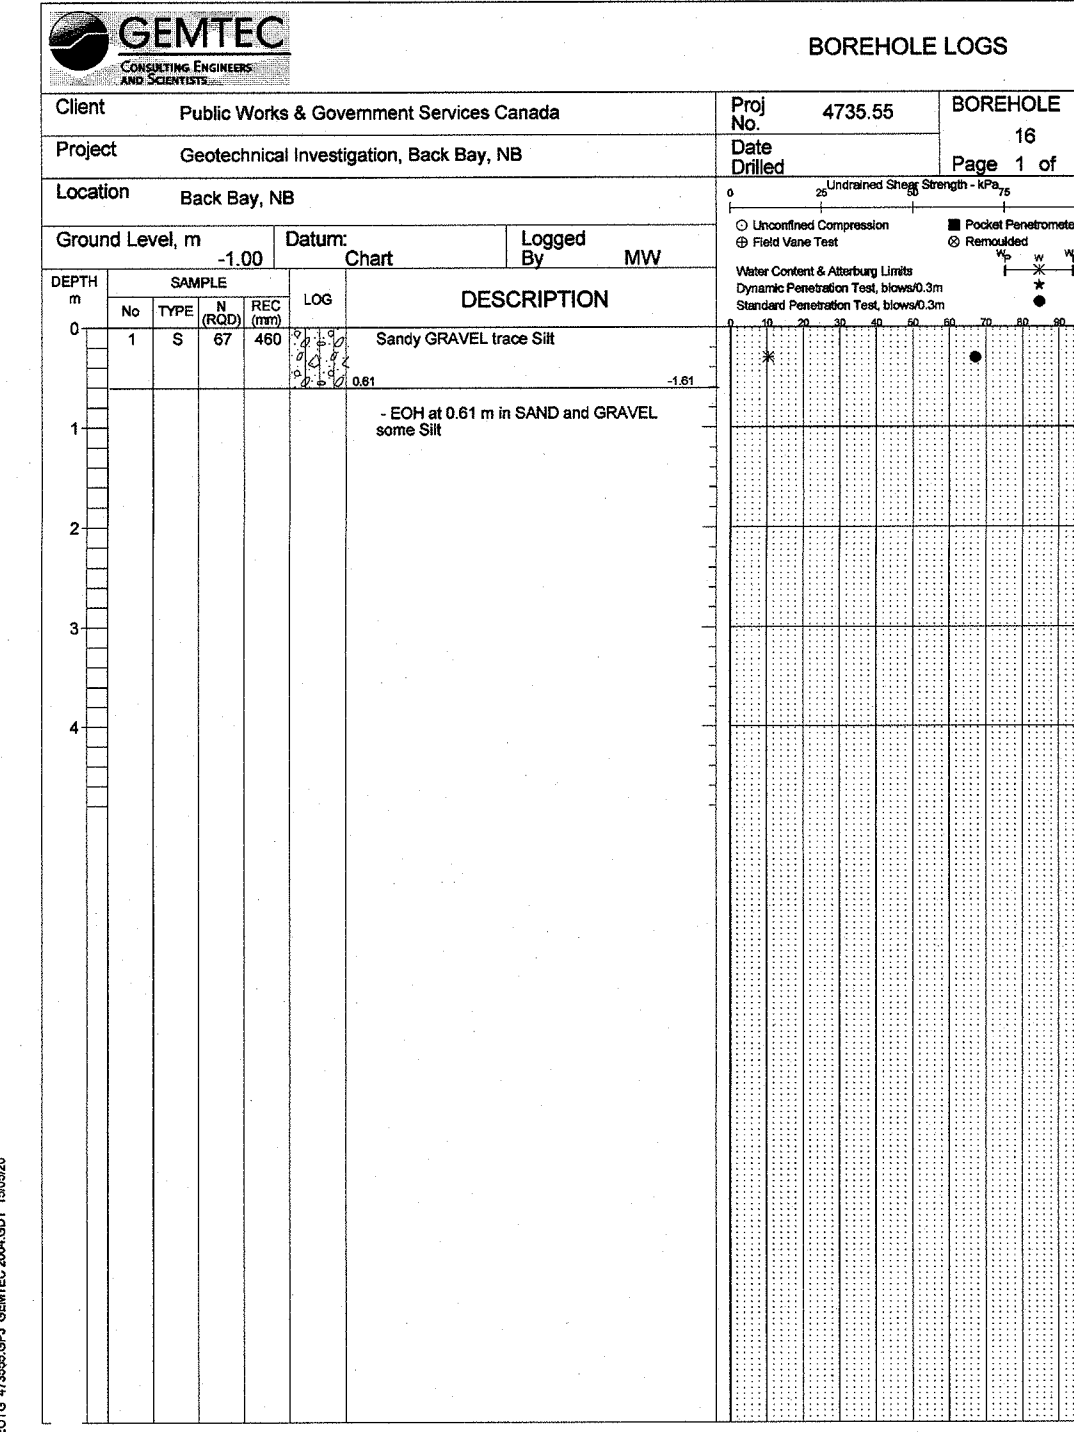 GEMTEC
CONSULTING ENGINEERS
AND SCIENTISTS
BOREHOLE LOGS
Client Public Works & Government Services Canada
Proj No. 4735.55
BOREHOLE
16
Page 1 of
Project Geotechnical Investigation, Back Bay, NB
Date Drilled
Location Back Bay, NB
Undrained Shear Strength - kPa
0 25 50 75
Unconfined Compression
Pocket Penetromete
Field Vane Test
Remoulded
Ground Level, m -1.00
Datum: Chart
Logged By MW
Wp W
Water Content & Atterburg Limits
Dynamic Penetration Test, blows/0.3m
Standard Penetration Test, blows/0.3m
DEPTH m
SAMPLE
No TYPE N (RQD) REC (mm)
LOG
DESCRIPTION
10 20 30 40 50 60 70 80 90
0
1 S 67 460
Sandy GRAVEL trace Silt
0.61 -1.61
- EOH at 0.61 m in SAND and GRAVEL
some Silt
1
2
3
4